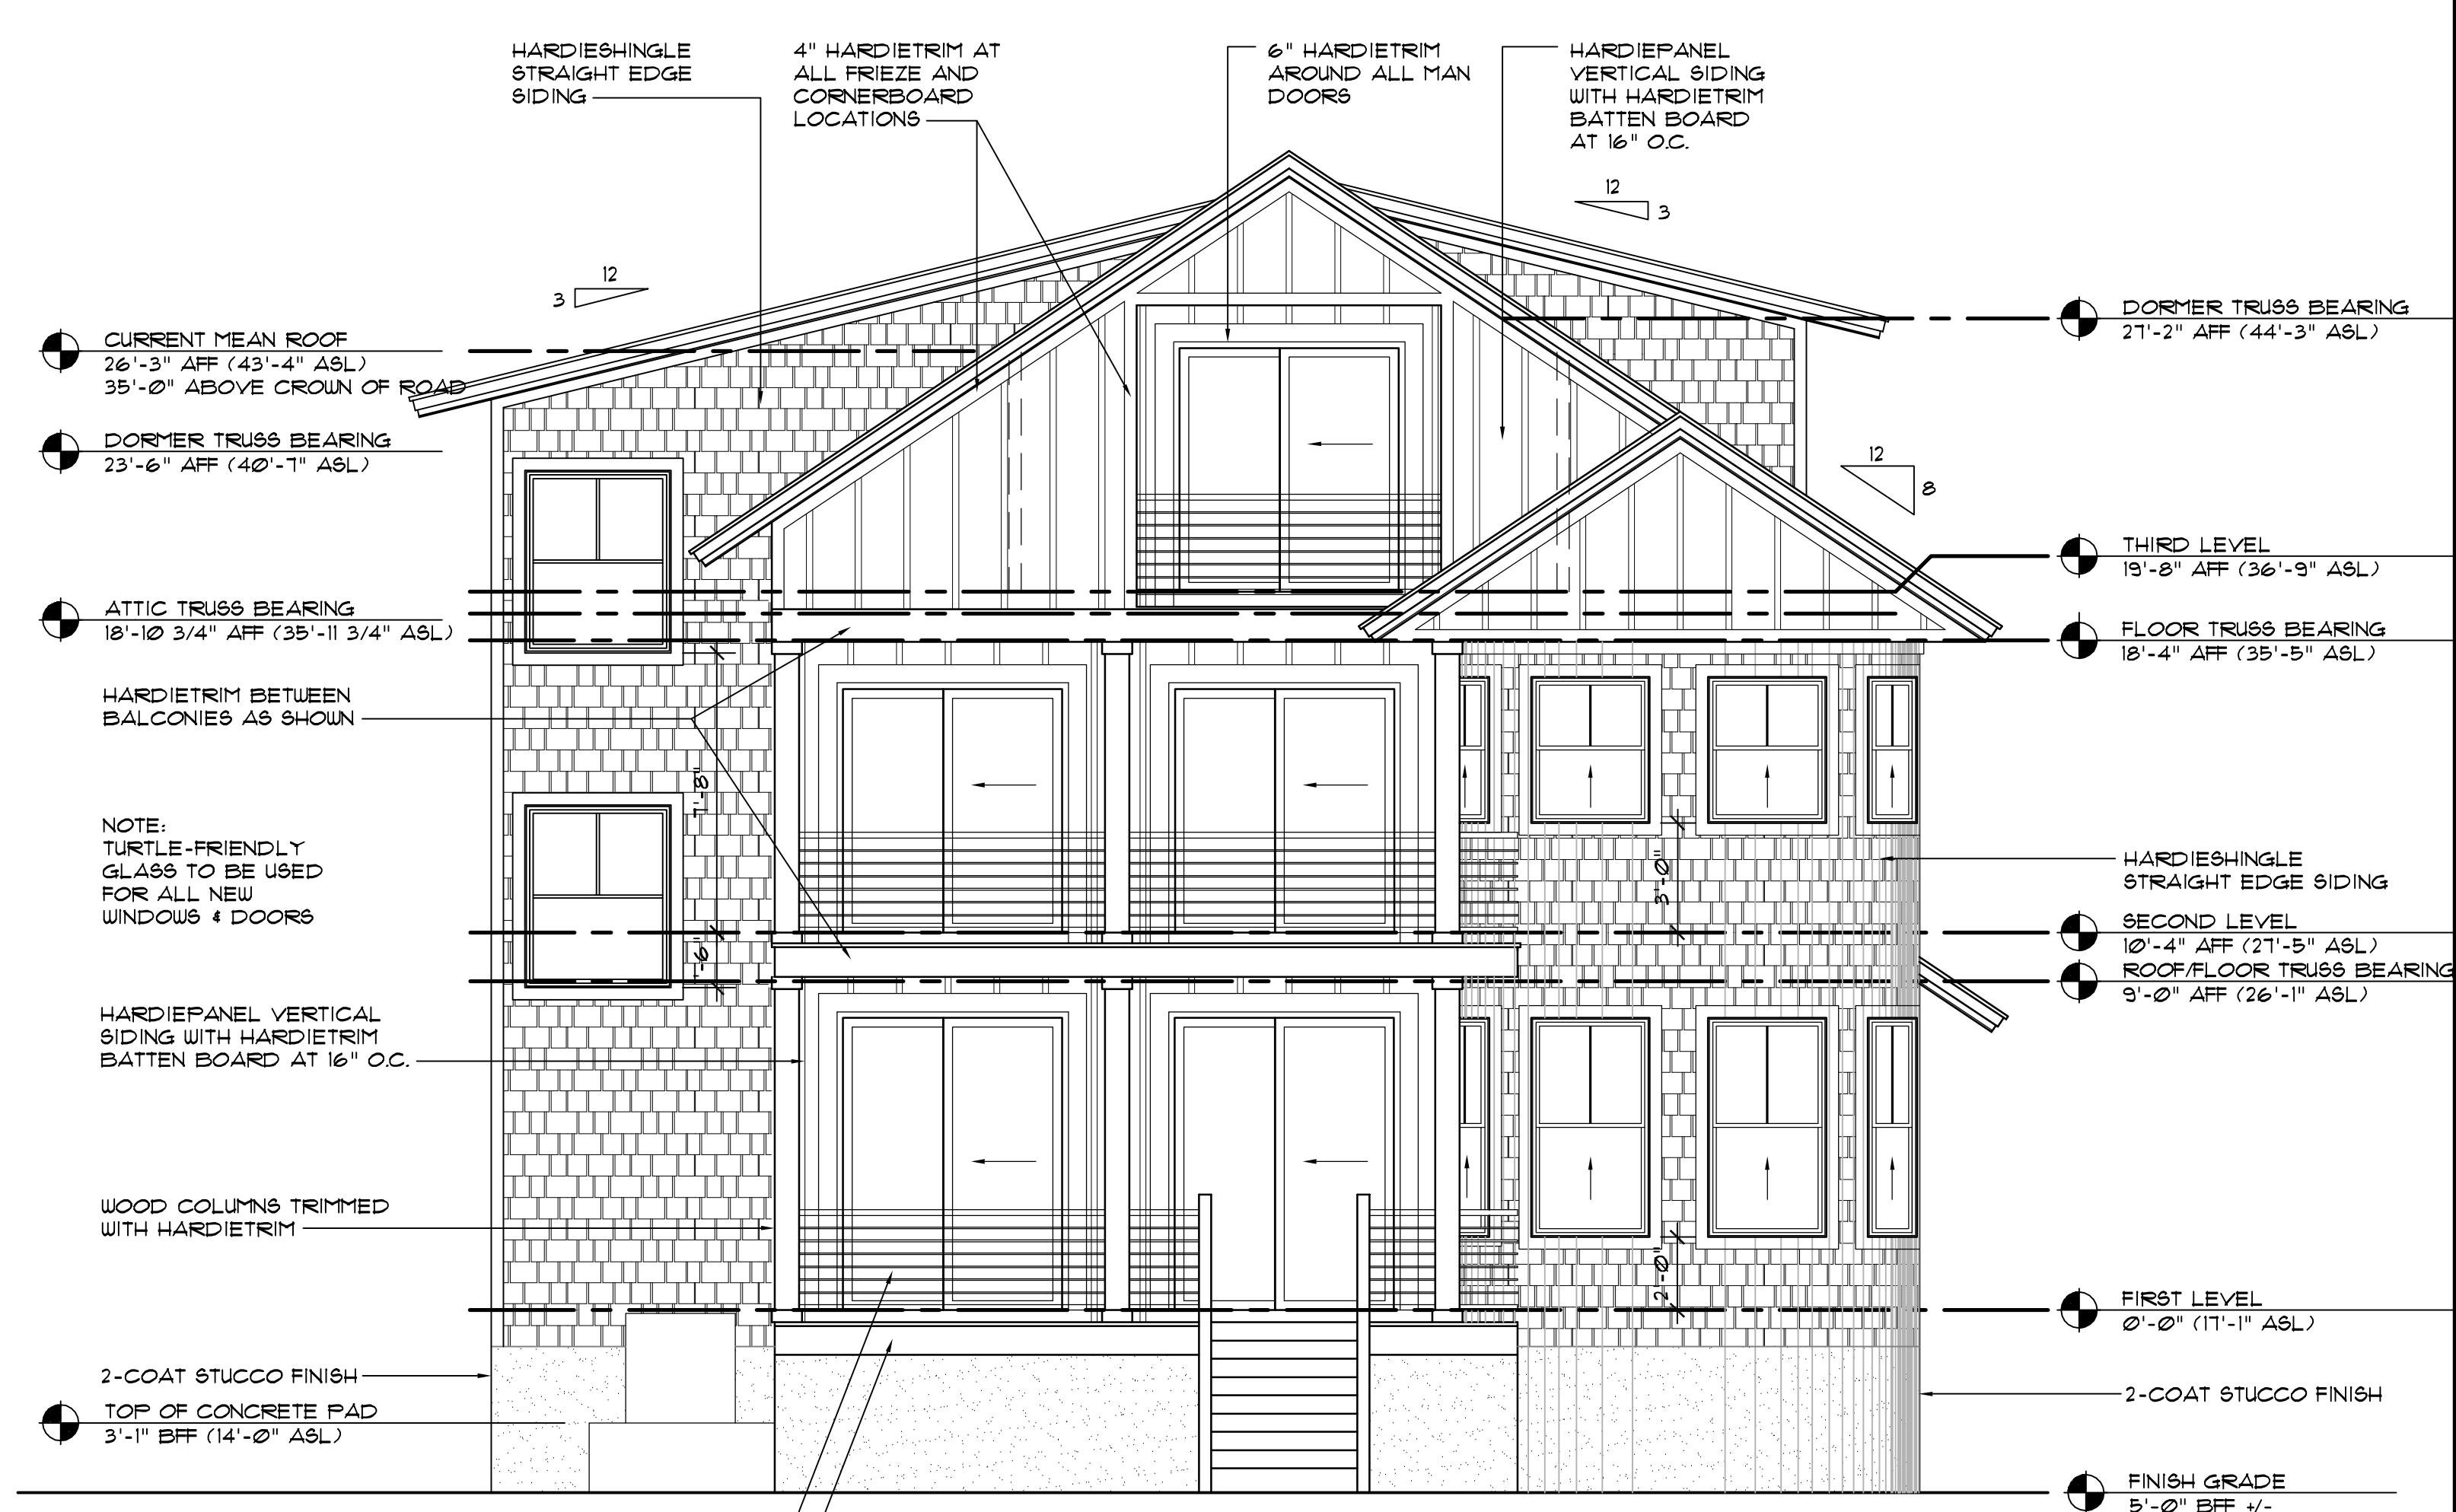 HARDIESHINGLE
STRAIGHT EDGE
SIDING
4" HARDIETRIM AT
ALL FRIEZE AND
CORNERBOARD
LOCATIONS
6" HARDIETRIM
AROUND ALL MAN
DOORS
HARDIEPANEL
VERTICAL SIDING
WITH HARDIETRIM
BATTEN BOARD
AT 16" O.C.
12
3
12
3
12
8
CURRENT MEAN ROOF
26'-3" AFF (43'-4" ASL)
35'-0" ABOVE CROWN OF ROAD
DORMER TRUSS BEARING
23'-6" AFF (40'-7" ASL)
ATTIC TRUSS BEARING
18'-10 3/4" AFF (35'-11 3/4" ASL)
HARDIETRIM BETWEEN
BALCONIES AS SHOWN
NOTE:
TURTLE-FRIENDLY
GLASS TO BE USED
FOR ALL NEW
WINDOWS & DOORS
HARDIEPANEL VERTICAL
SIDING WITH HARDIETRIM
BATTEN BOARD AT 16" O.C.
WOOD COLUMNS TRIMMED
WITH HARDIETRIM
2-COAT STUCCO FINISH
TOP OF CONCRETE PAD
3'-1" BFF (14'-0" ASL)
7'-8"
3'-0"
2'-0"
DORMER TRUSS BEARING
27'-2" AFF (44'-3" ASL)
THIRD LEVEL
19'-8" AFF (36'-9" ASL)
FLOOR TRUSS BEARING
18'-4" AFF (35'-5" ASL)
HARDIESHINGLE
STRAIGHT EDGE SIDING
SECOND LEVEL
10'-4" AFF (27'-5" ASL)
ROOF/FLOOR TRUSS BEARING
9'-0" AFF (26'-1" ASL)
FIRST LEVEL
0'-0" (17'-1" ASL)
2-COAT STUCCO FINISH
FINISH GRADE
5'-0" BFF +/-